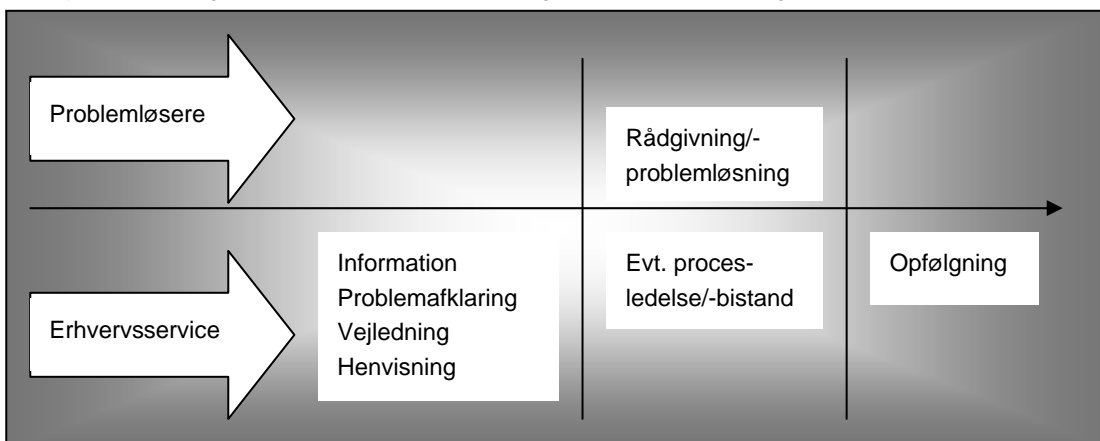 Problemløsere
Rådgivning/-
problemløsning
Erhvervsservice
Information
Problemafklaring
Vejledning
Henvisning
Evt. proces-
ledelse/-bistand
Opfølgning